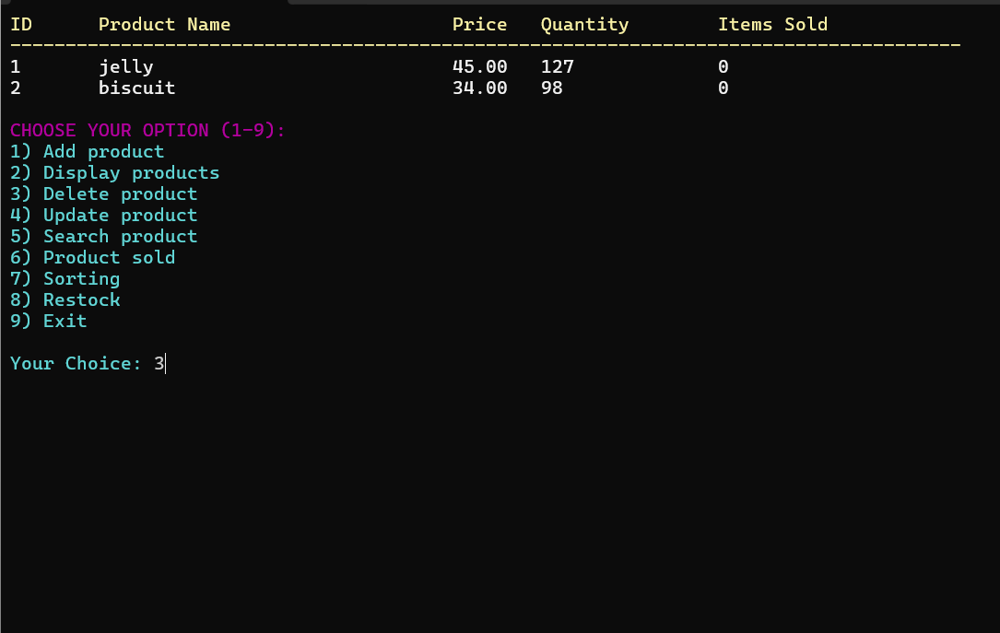 ID Product Name Price Quantity Items Sold
--------------------------------------------------------------------------------------
1 jelly 45.00 127 0
2 biscuit 34.00 98 0
CHOOSE YOUR OPTION (1-9):
1) Add product
2) Display products
3) Delete product
4) Update product
5) Search product
6) Product sold
7) Sorting
8) Restock
9) Exit
Your Choice: 3